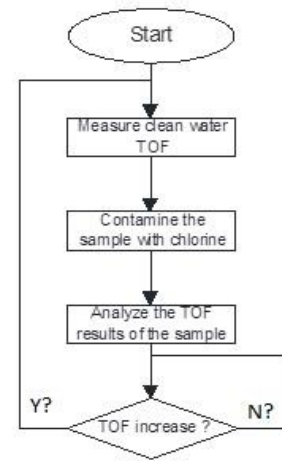 Start
Measure clean water
TOF
Contamine the
sample with chlorine
Analyze the TOF
results of the sample
Y?
TOF increase ?
N?